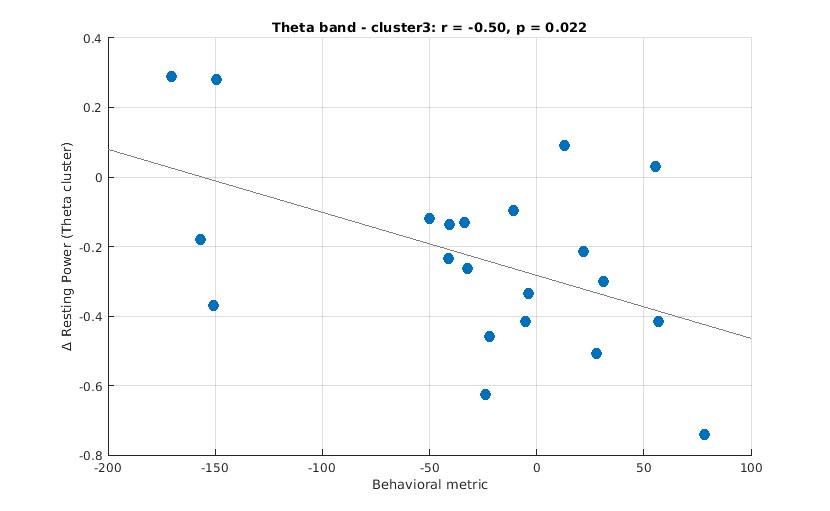 Theta band - cluster3: r = -0.50, p = 0.022
0.4
0.2
0
-0.2
-0.4
-0.6
-0.8
Δ Resting Power (Theta cluster)
-200 -150 -100 -50 0 50 100
Behavioral metric